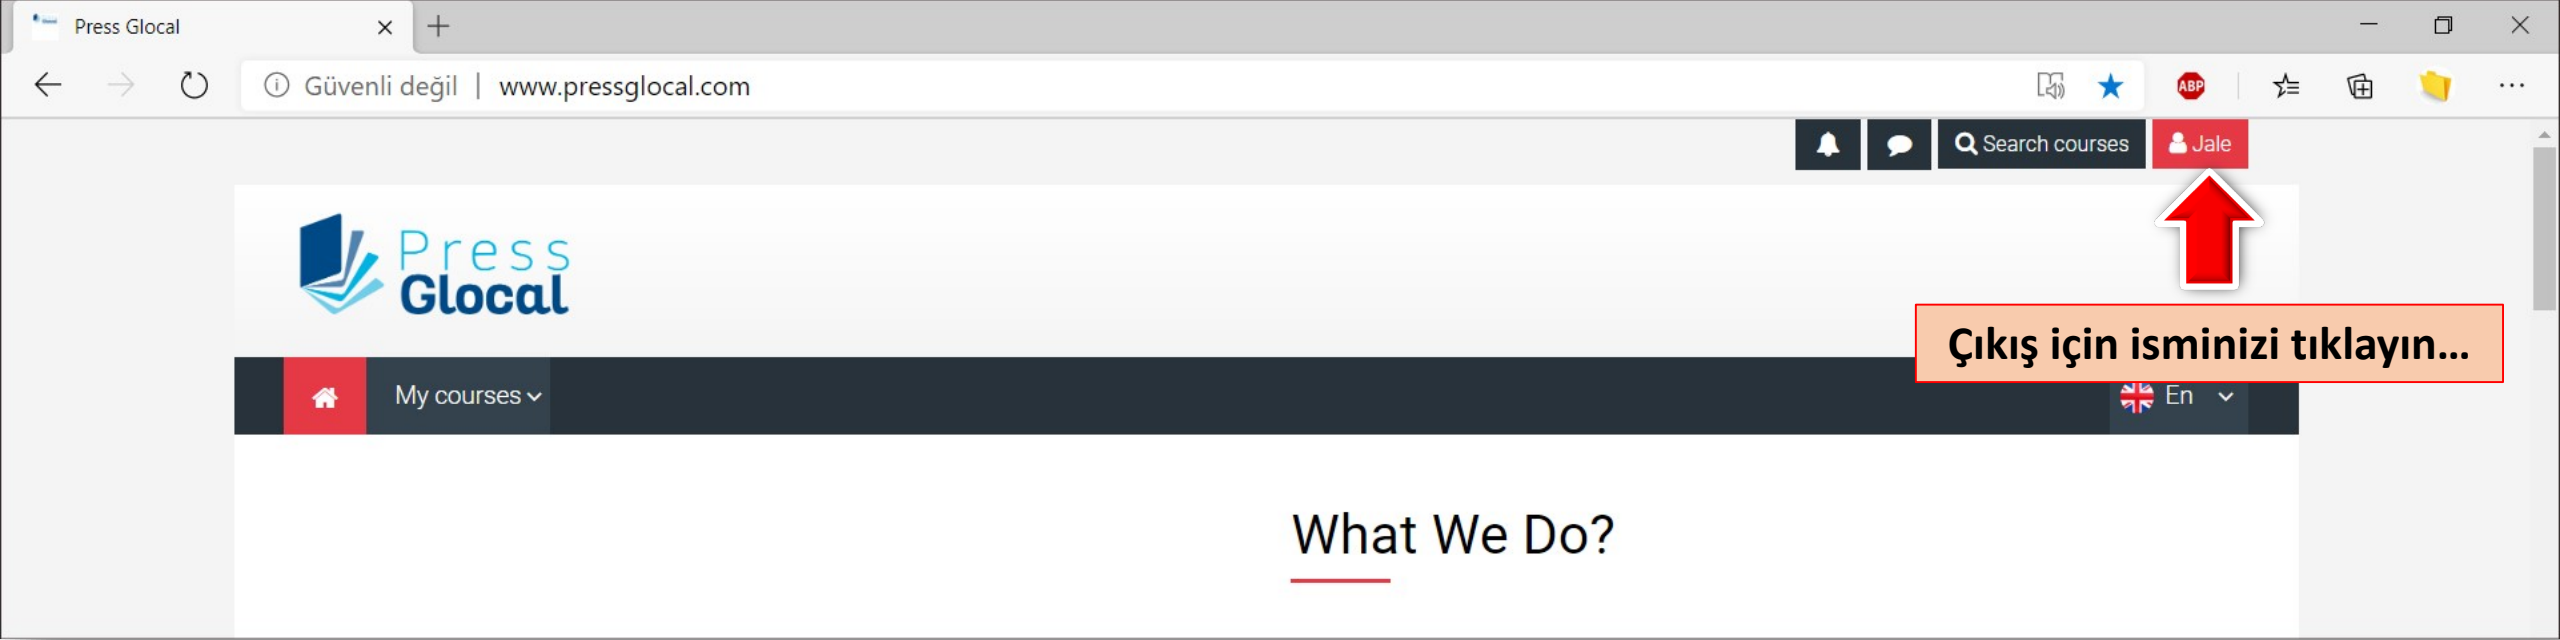 Press Glocal
Güvenli değil | www.pressglocal.com
ABP
Search courses
Jale
Press
Glocal
Çıkış için isminizi tıklayın...
My courses
En
What We Do?